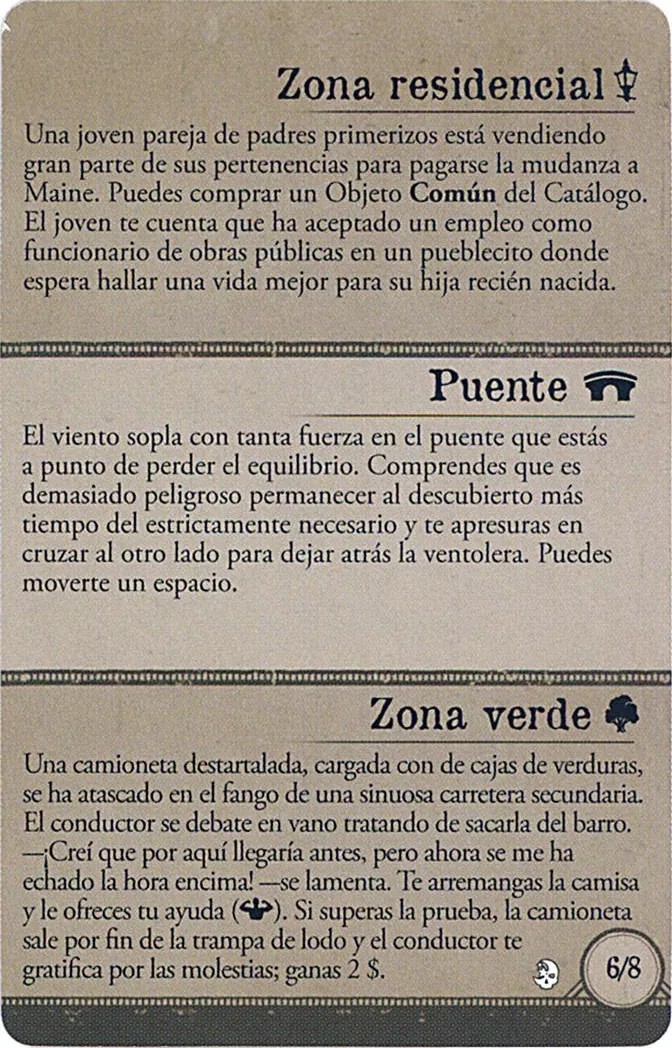 Zona residencial
Una joven pareja de padres primerizos está vendiendo
gran parte de sus pertenencias para pagarse la mudanza a
Maine. Puedes comprar un Objeto Común del Catálogo.
El joven te cuenta que ha aceptado un empleo como
funcionario de obras públicas en un pueblecito donde
espera hallar una vida mejor para su hija recién nacida.
Puente
El viento sopla con tanta fuerza en el puente que estás
a punto de perder el equilibrio. Comprendes que es
demasiado peligroso permanecer al descubierto más
tiempo del estrictamente necesario y te apresuras en
cruzar al otro lado para dejar atrás la ventolera. Puedes
moverte un espacio.
Zona verde
Una camioneta destartalada, cargada con de cajas de verduras,
se ha atascado en el fango de una sinuosa carretera secundaria.
El conductor se debate en vano tratando de sacarla del barro.
—¡Creí que por aquí llegaría antes, pero ahora se me ha
echado la hora encima! —se lamenta. Te arremangas la camisa
y le ofreces tu ayuda (). Si superas la prueba, la camioneta
sale por fin de la trampa de lodo y el conductor te
gratifica por las molestias; ganas 2 $.
6/8